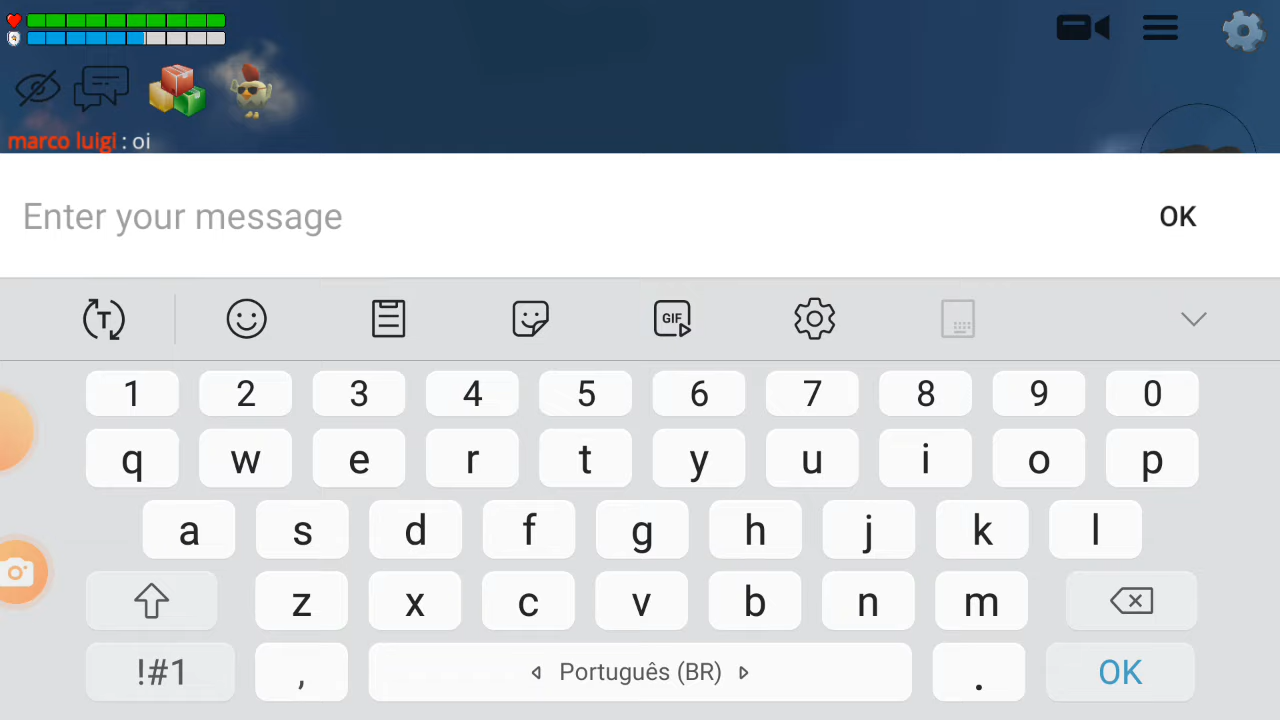 marco luigi : oi
Enter your message
OK
T
GIF
1 2 3 4 5 6 7 8 9 0
q w e r t y u i o p
a s d f g h j k l
z x c v b n m
!#1 , Português (BR) . OK